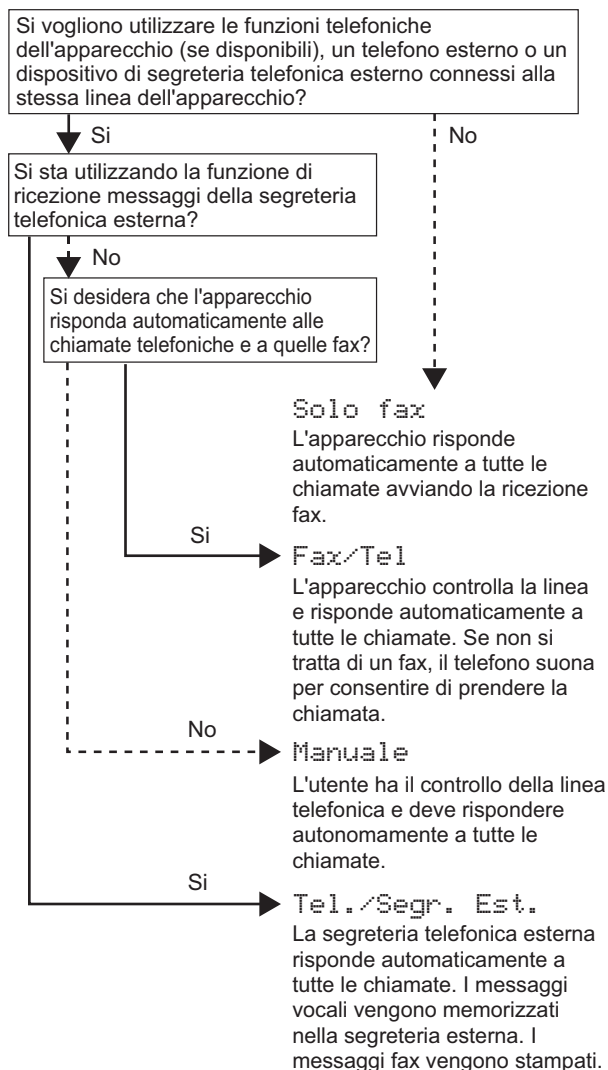 Si vogliono utilizzare le funzioni telefoniche
dell'apparecchio (se disponibili), un telefono esterno o un
dispositivo di segreteria telefonica esterno connessi alla
stessa linea dell'apparecchio?
Si
No
Si sta utilizzando la funzione di
ricezione messaggi della segreteria
telefonica esterna?
No
Si desidera che l'apparecchio
risponda automaticamente alle
chiamate telefoniche e a quelle fax?
Solo fax
L'apparecchio risponde
automaticamente a tutte le
chiamate avviando la ricezione
fax.
Si
Fax/Tel
L'apparecchio controlla la linea
e risponde automaticamente a
tutte le chiamate. Se non si
tratta di un fax, il telefono suona
per consentire di prendere la
chiamata.
No
Manuale
L'utente ha il controllo della linea
telefonica e deve rispondere
autonomamente a tutte le
chiamate.
Si
Tel./Segr. Est.
La segreteria telefonica esterna
risponde automaticamente a
tutte le chiamate. I messaggi
vocali vengono memorizzati
nella segreteria esterna. I
messaggi fax vengono stampati.